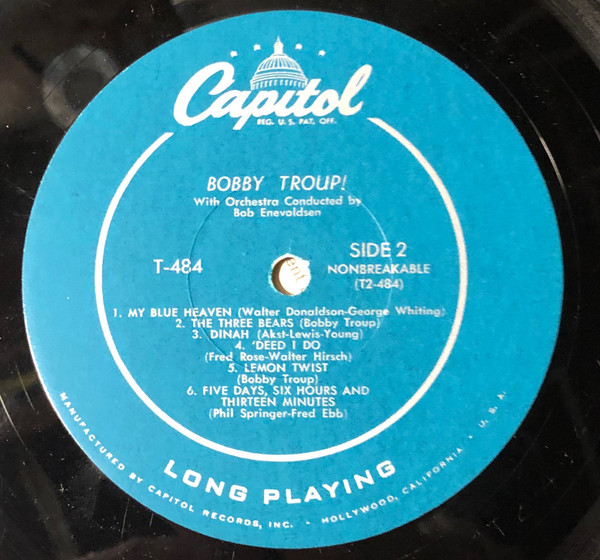 Capitol
REG. U.S. PAT. OFF.
BOBBY TROUP!
With Orchestra Conducted by
Bob Enevoldsen
T-484
SIDE 2
NONBREAKABLE
(T2-484)
1. MY BLUE HEAVEN (Walter Donaldson-George Whiting)
2. THE THREE BEARS (Bobby Troup)
3. DINAH (Akst-Lewis-Young)
4. 'DEED I DO
(Fred Rose-Walter Hirsch)
5. LEMON TWIST
(Bobby Troup)
6. FIVE DAYS, SIX HOURS AND
THIRTEEN MINUTES
(Phil Springer-Fred Ebb)
LONG PLAYING
MANUFACTURED BY CAPITOL RECORDS, INC. • HOLLYWOOD, CALIFORNIA • U.S.A.